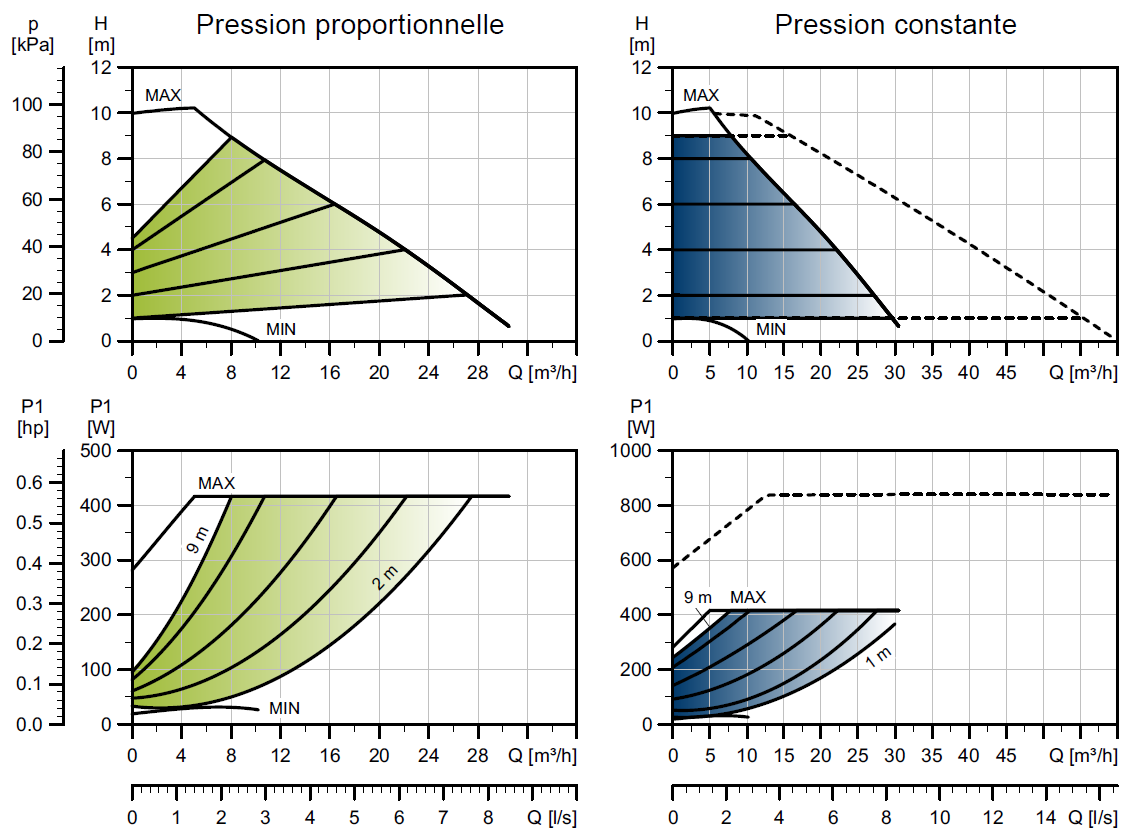 Pression proportionnelle
p
[kPa]
H
[m]
12
10
8
6
4
2
0
100
80
60
40
20
0
MAX
MIN
0 4 8 12 16 20 24 28 Q [m³/h]
Pression constante
H
[m]
12
10
8
6
4
2
0
MAX
MIN
0 5 10 15 20 25 30 35 40 45 Q [m³/h]
P1
[hp]
P1
[W]
500
400
300
200
100
0
0.6
0.5
0.4
0.3
0.2
0.1
0.0
MAX
9 m
2 m
MIN
0 4 8 12 16 20 24 28 Q [m³/h]
0 1 2 3 4 5 6 7 8 Q [l/s]
P1
[W]
1000
800
600
400
200
0
9 m
MAX
1 m
0 5 10 15 20 25 30 35 40 45 Q [m³/h]
0 2 4 6 8 10 12 14 Q [l/s]